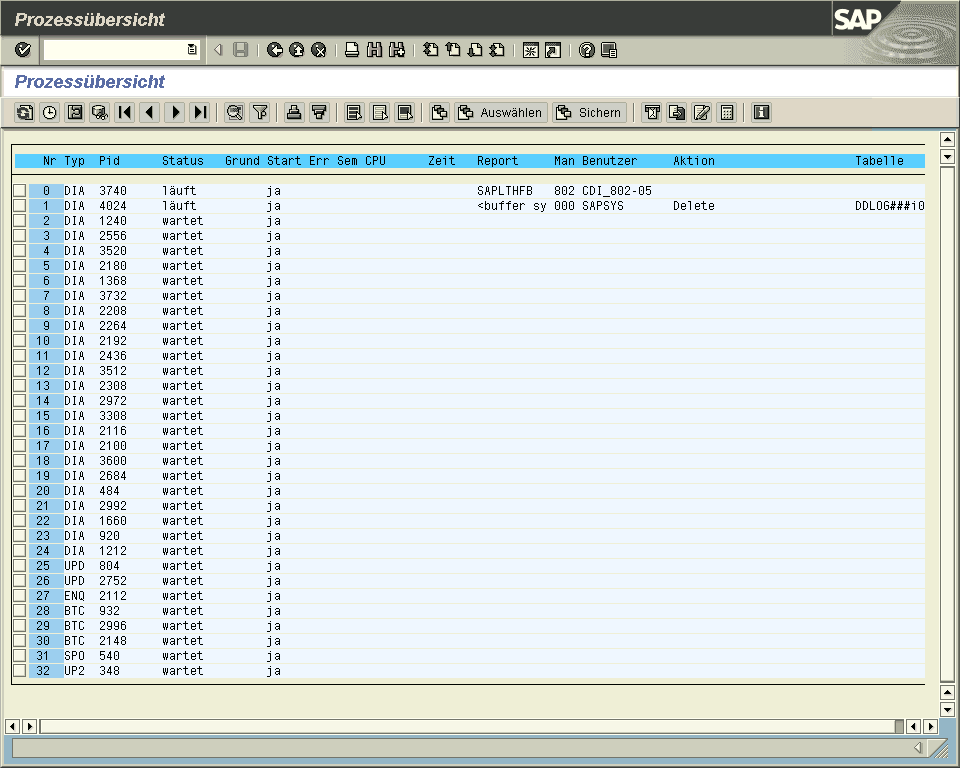 Prozessübersicht
SAP
Prozessübersicht
Auswählen Sichern
Nr Typ Pid Status Grund Start Err Sem CPU Zeit Report Man Benutzer Aktion Tabelle
0 DIA 3740 läuft ja SAPLTHFB 802 CDI_802-05
1 DIA 4024 läuft ja <buffer sy 000 SAPSYS Delete DDLOG###i0
2 DIA 1240 wartet ja
3 DIA 2556 wartet ja
4 DIA 3520 wartet ja
5 DIA 2180 wartet ja
6 DIA 1368 wartet ja
7 DIA 3732 wartet ja
8 DIA 2208 wartet ja
9 DIA 2264 wartet ja
10 DIA 2192 wartet ja
11 DIA 2436 wartet ja
12 DIA 3512 wartet ja
13 DIA 2308 wartet ja
14 DIA 2972 wartet ja
15 DIA 3308 wartet ja
16 DIA 2116 wartet ja
17 DIA 2100 wartet ja
18 DIA 3600 wartet ja
19 DIA 2684 wartet ja
20 DIA 484 wartet ja
21 DIA 2992 wartet ja
22 DIA 1660 wartet ja
23 DIA 920 wartet ja
24 DIA 1212 wartet ja
25 UPD 804 wartet ja
26 UPD 2752 wartet ja
27 ENQ 2112 wartet ja
28 BTC 932 wartet ja
29 BTC 2996 wartet ja
30 BTC 2148 wartet ja
31 SPO 540 wartet ja
32 UP2 348 wartet ja